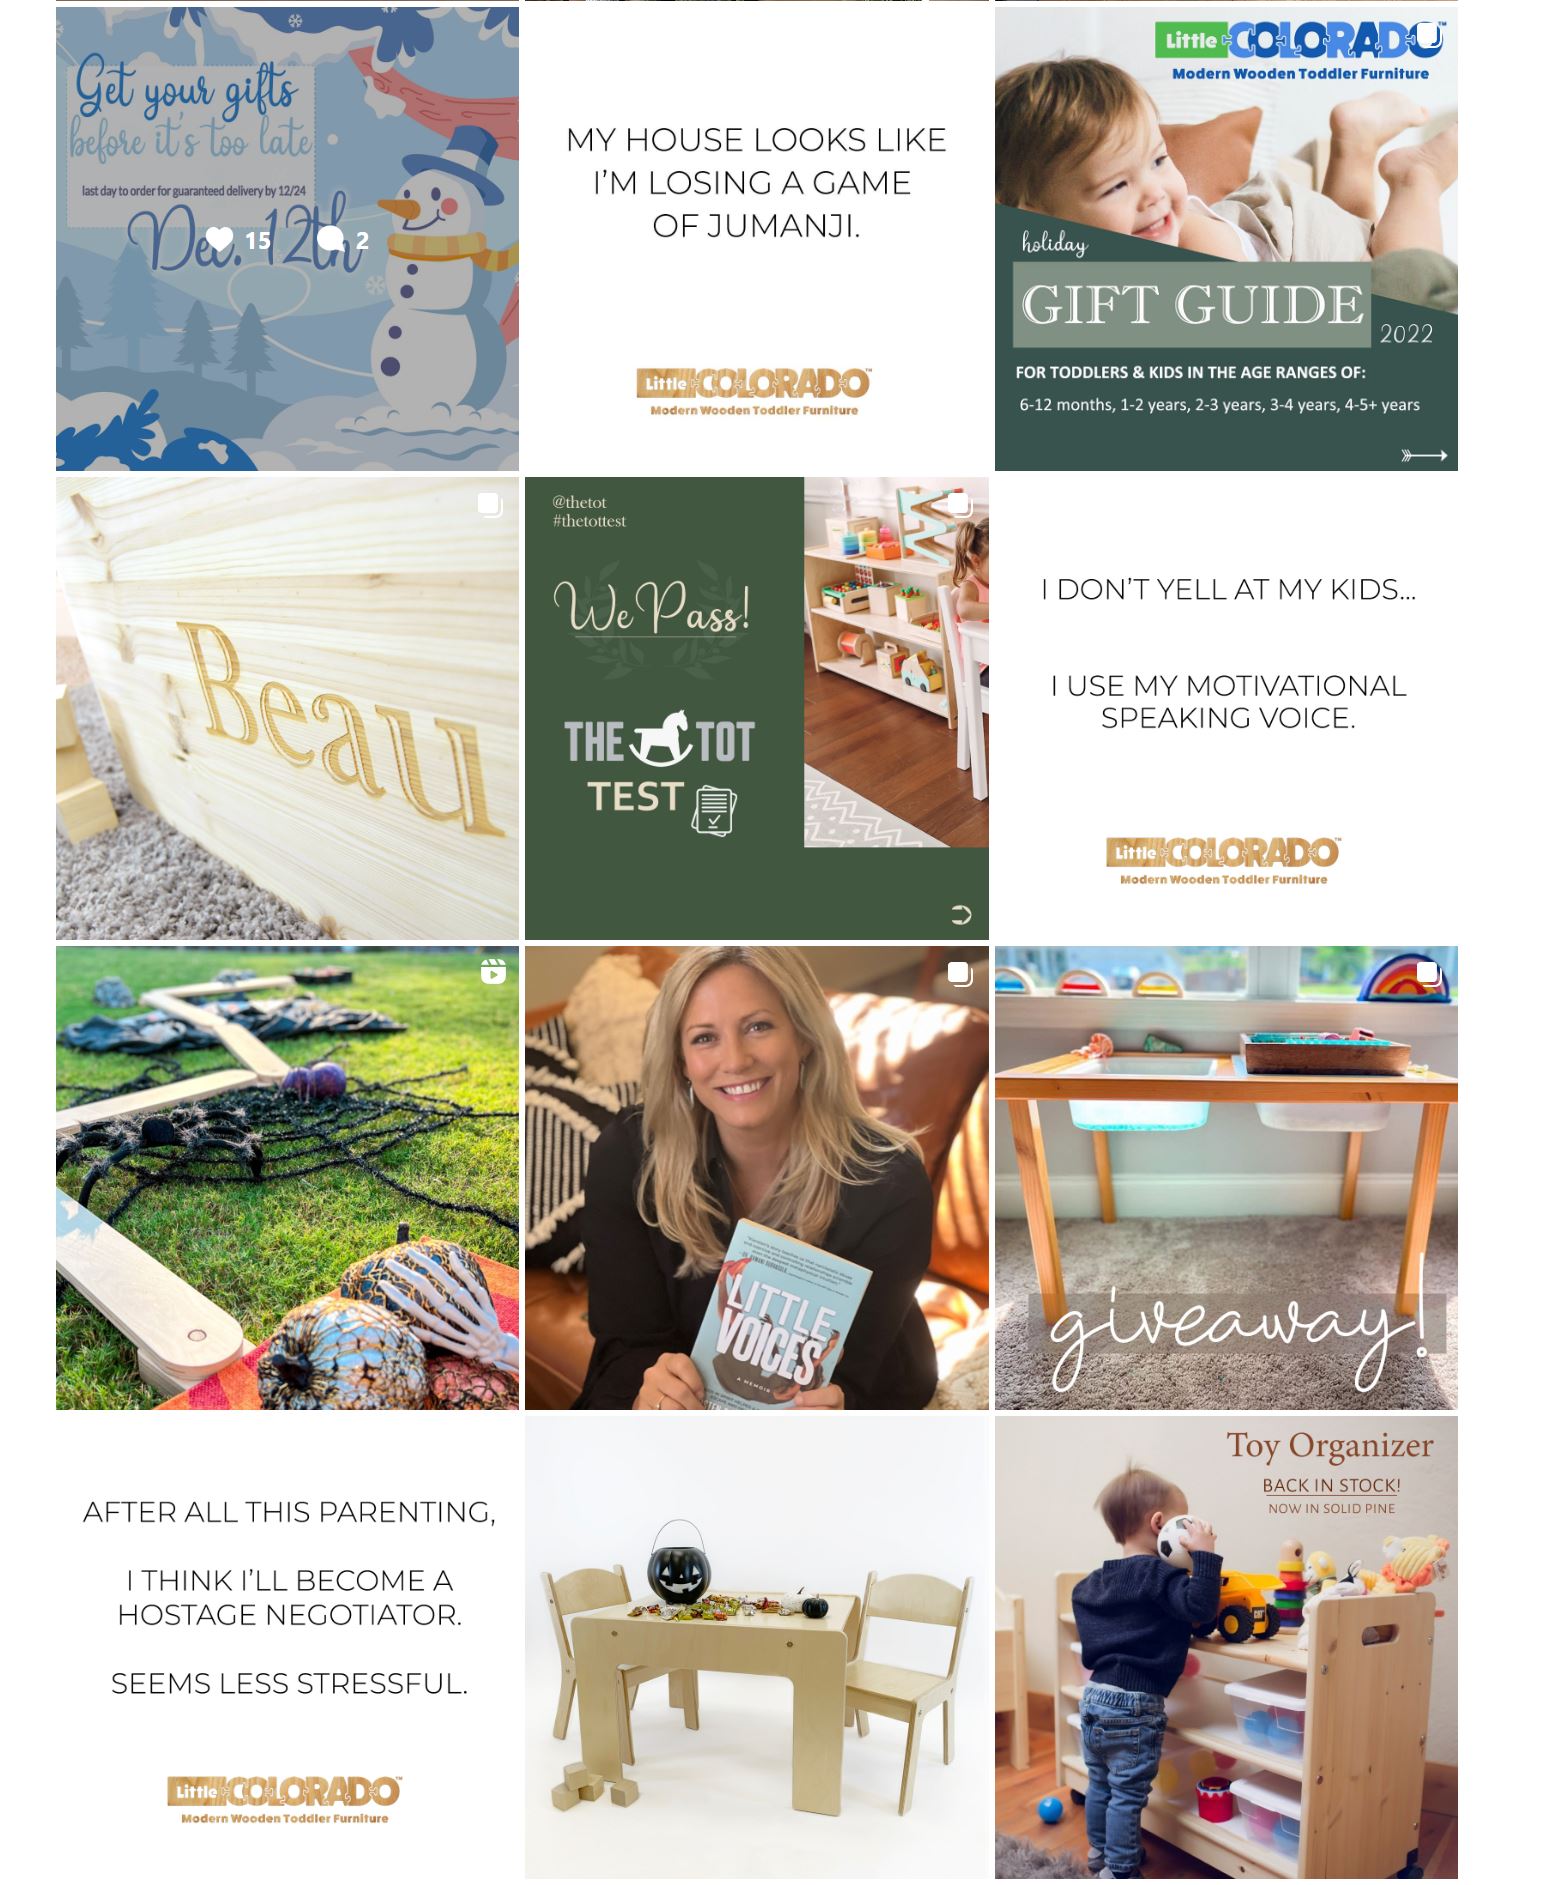 Get your gifts
before it's too late
last day to order for guaranteed delivery by 12/24
Dec. 12th
15
2
MY HOUSE LOOKS LIKE
I'M LOSING A GAME
OF JUMANJI.
Little COLORADO™
Modern Wooden Toddler Furniture
Little COLORADO™
Modern Wooden Toddler Furniture
holiday
GIFT GUIDE
2022
FOR TODDLERS & KIDS IN THE AGE RANGES OF:
6-12 months, 1-2 years, 2-3 years, 3-4 years, 4-5+ years
Beau
@thetot
#thetottest
We Pass!
THE TOT
TEST
I DON'T YELL AT MY KIDS...
I USE MY MOTIVATIONAL
SPEAKING VOICE.
Little COLORADO™
Modern Wooden Toddler Furniture
LITTLE
VOICES
A MEMOIR
giveaway!
AFTER ALL THIS PARENTING,
I THINK I'LL BECOME A
HOSTAGE NEGOTIATOR.
SEEMS LESS STRESSFUL.
Little COLORADO™
Modern Wooden Toddler Furniture
Toy Organizer
BACK IN STOCK!
NOW IN SOLID PINE
CAT